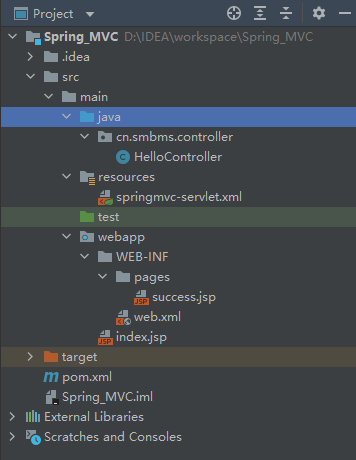 Project
Spring_MVC D:\IDEA\workspace\Spring_MVC
.idea
src
main
java
cn.smbms.controller
HelloController
resources
springmvc-servlet.xml
test
webapp
WEB-INF
pages
success.jsp
web.xml
index.jsp
target
pom.xml
Spring_MVC.iml
External Libraries
Scratches and Consoles